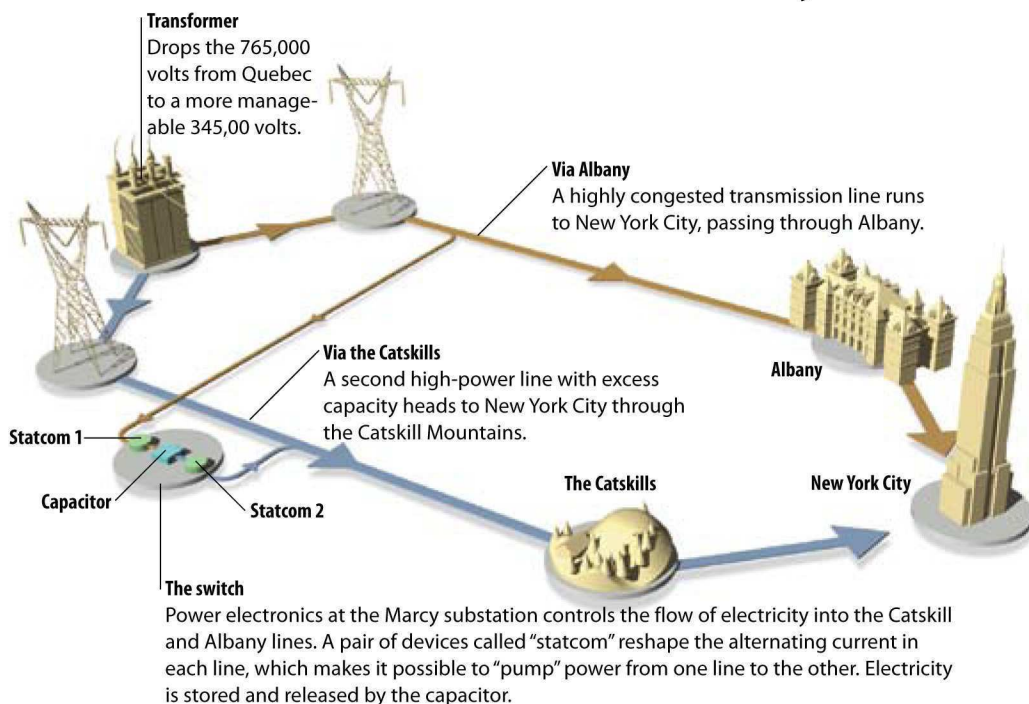 Transformer
Drops the 765,000
volts from Quebec
to a more manage-
able 345,00 volts.
Via Albany
A highly congested transmission line runs
to New York City, passing through Albany.
Via the Catskills
A second high-power line with excess
capacity heads to New York City through
the Catskill Mountains.
Albany
Statcom 1
Capacitor
Statcom 2
The Catskills
New York City
The switch
Power electronics at the Marcy substation controls the flow of electricity into the Catskill
and Albany lines. A pair of devices called “statcom” reshape the alternating current in
each line, which makes it possible to “pump” power from one line to the other. Electricity
is stored and released by the capacitor.